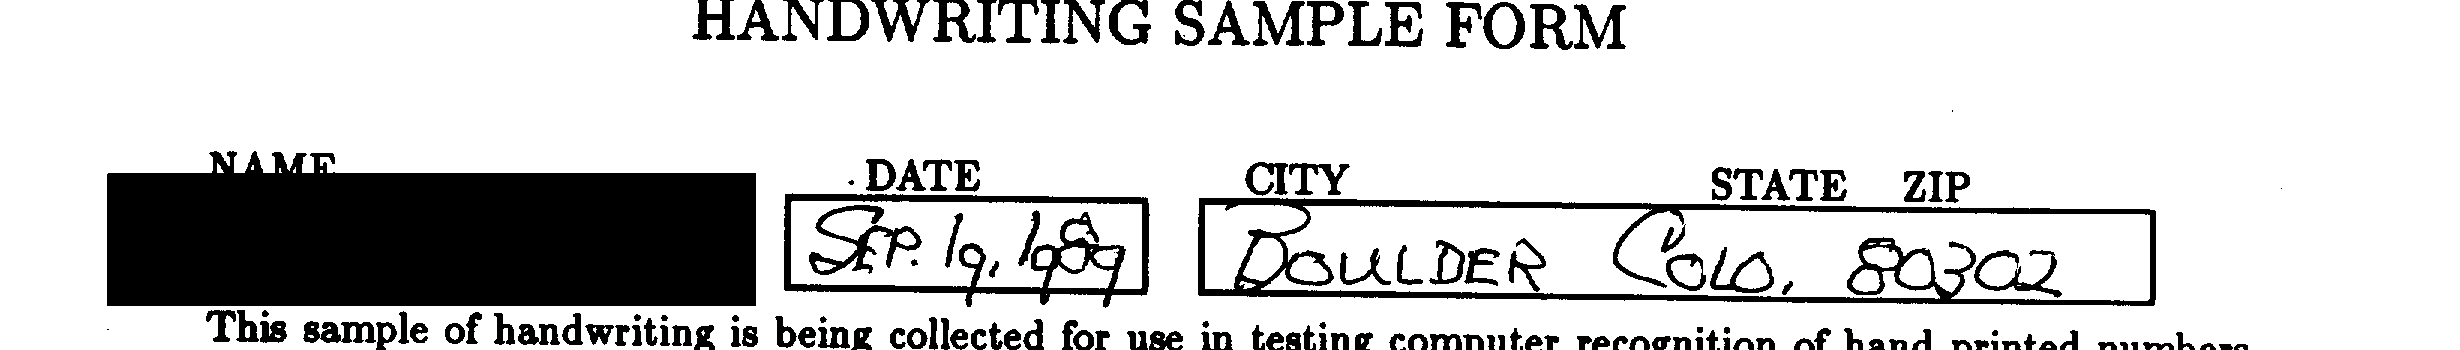 HANDWRITING SAMPLE FORM
NAME DATE CITY STATE ZIP
SEP. 19, 1989 BOULDER COLO, 80302
This sample of handwriting is being collected for use in testing computer recognition of hand printed numbers